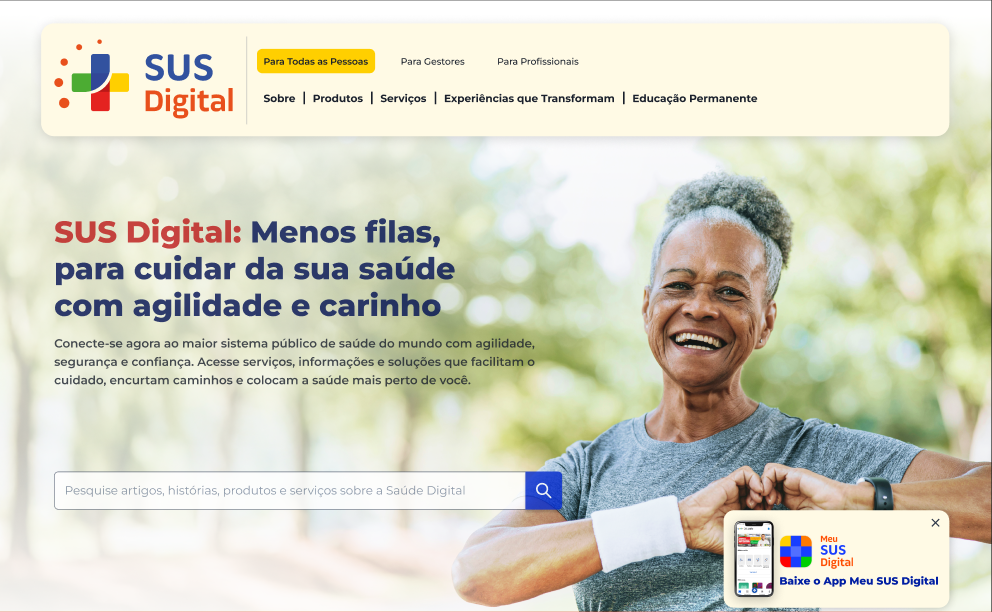 SUS
Digital
Para Todas as Pessoas
Para Gestores
Para Profissionais
Sobre | Produtos | Serviços | Experiências que Transformam | Educação Permanente
SUS Digital: Menos filas,
para cuidar da sua saúde
com agilidade e carinho
Conecte-se agora ao maior sistema público de saúde do mundo com agilidade,
segurança e confiança. Acesse serviços, informações e soluções que facilitam o
cuidado, encurtam caminhos e colocam a saúde mais perto de você.
Pesquise artigos, histórias, produtos e serviços sobre a Saúde Digital
Meu
SUS
Digital
Baixe o App Meu SUS Digital